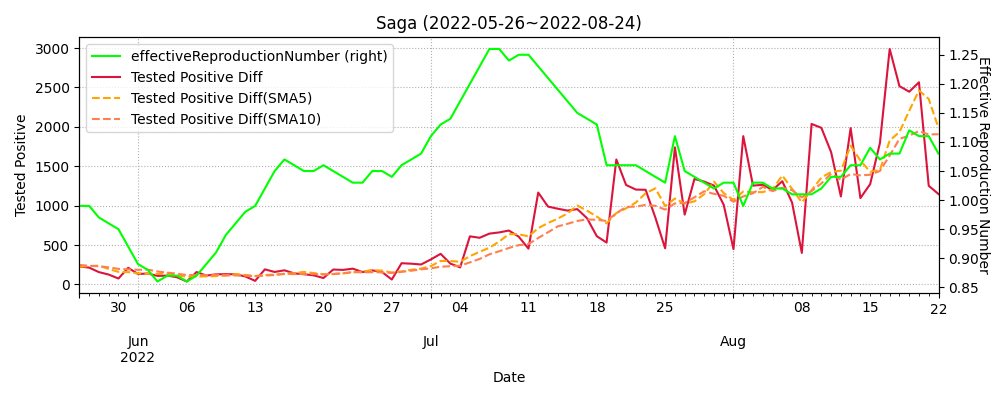 Saga (2022-05-26~2022-08-24)
effectiveReproductionNumber (right)
Tested Positive Diff
Tested Positive Diff(SMA5)
Tested Positive Diff(SMA10)
Tested Positive
3000
2500
2000
1500
1000
500
0
1.25
1.20
1.15
1.10
1.05
1.00
0.95
0.90
0.85
Effective Reproduction Number
30 06 13 20 27 04 11 18 25 08 15 22
Jun Jul Aug
2022
Date